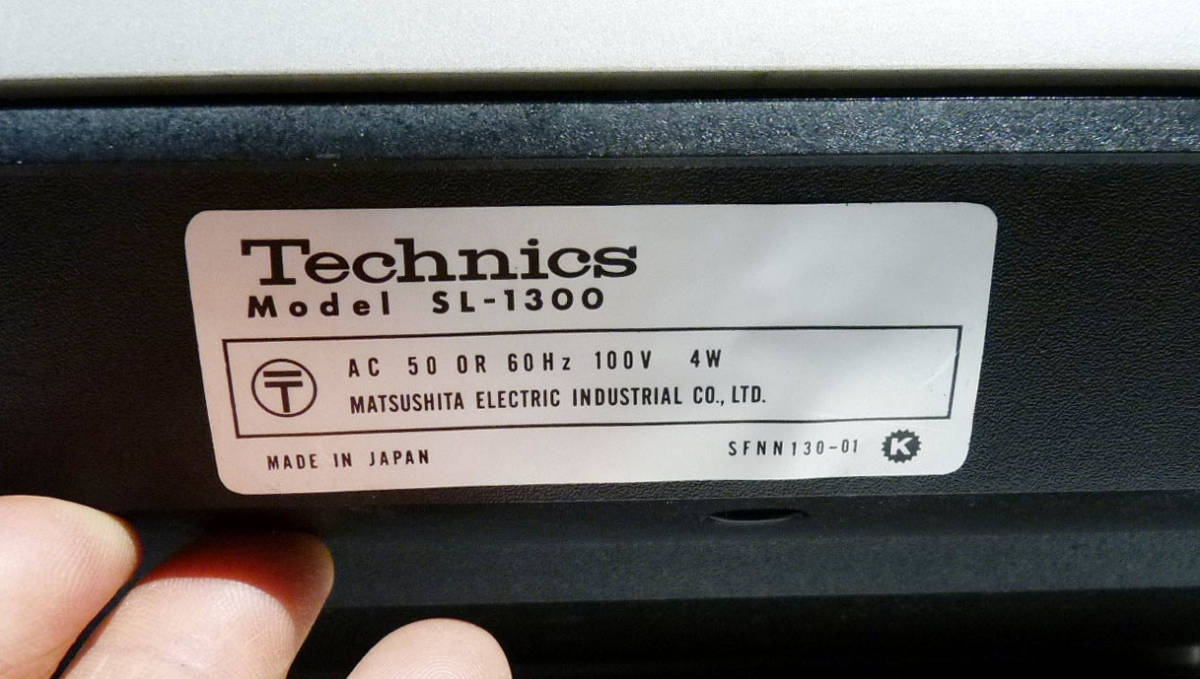 Technics
Model SL-1300
〒 AC 50 OR 60Hz 100V 4W
MATSUSHITA ELECTRIC INDUSTRIAL CO., LTD.
MADE IN JAPAN
SFNN130-01 K